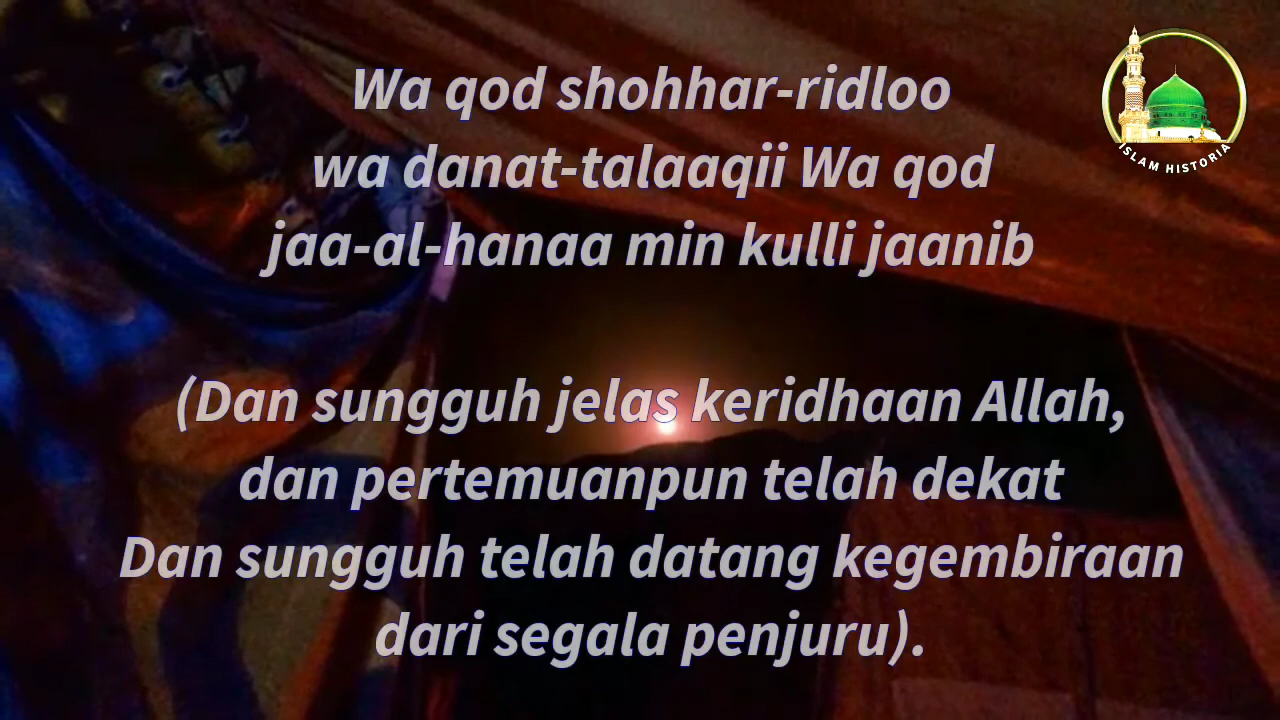 Wa qod shohhar-ridloo
wa danat-talaaqii Wa qod
jaa-al-hanaa min kulli jaanib
(Dan sungguh jelas keridhaan Allah,
dan pertemuanpun telah dekat
Dan sungguh telah datang kegembiraan
dari segala penjuru).
ISLAM HISTORIA